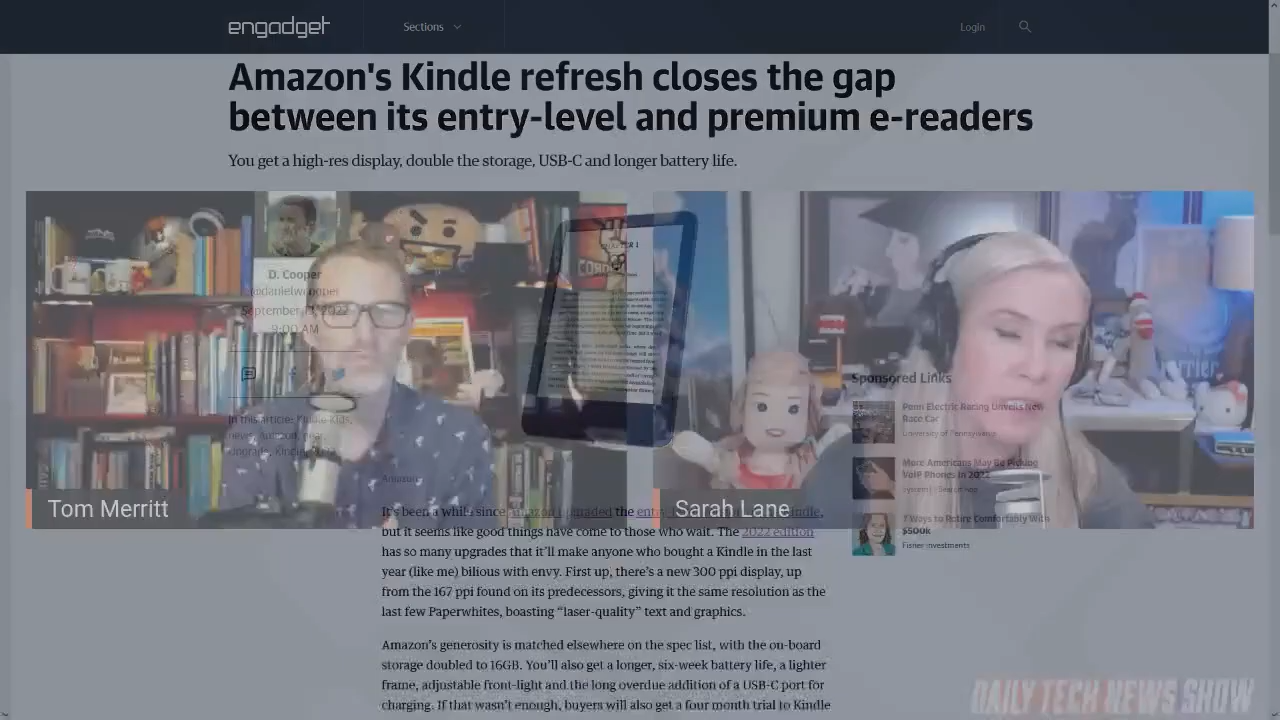 engadget
Sections
Login
Amazon's Kindle refresh closes the gap
between its entry-level and premium e-readers
You get a high-res display, double the storage, USB-C and longer battery life.
D. Cooper
@danielwcooper
September 13, 2022
9:00 AM
In this article: Kindle Kids,
news, Amazon, gear,
CHAPTER 1
Sponsored Links
Penn Electric Racing Unveils New
Race Car
University of Pennsylvania
More Americans May Be Picking
VoIP Phones In 2022
7 Ways to Retire Comfortably With
$500k
Fisher Investments
Tom Merritt
Sarah Lane
Amazon
It's been a while since Amazon upgraded the
but it seems like good things have come to those who wait. The 2022 edition
has so many upgrades that it'll make anyone who bought a Kindle in the last
year (like me) bilious with envy. First up, there's a new 300 ppi display, up
from the 167 ppi found on its predecessors, giving it the same resolution as the
last few Paperwhites, boasting “laser-quality” text and graphics.
Amazon's generosity is matched elsewhere on the spec list, with the on-board
storage doubled to 16GB. You'll also get a longer, six-week battery life, a lighter
frame, adjustable front-light and the long overdue addition of a USB-C port for
charging. If that wasn't enough, buyers will also get a four month trial to Kindle
DAILY TECH NEWS SHOW